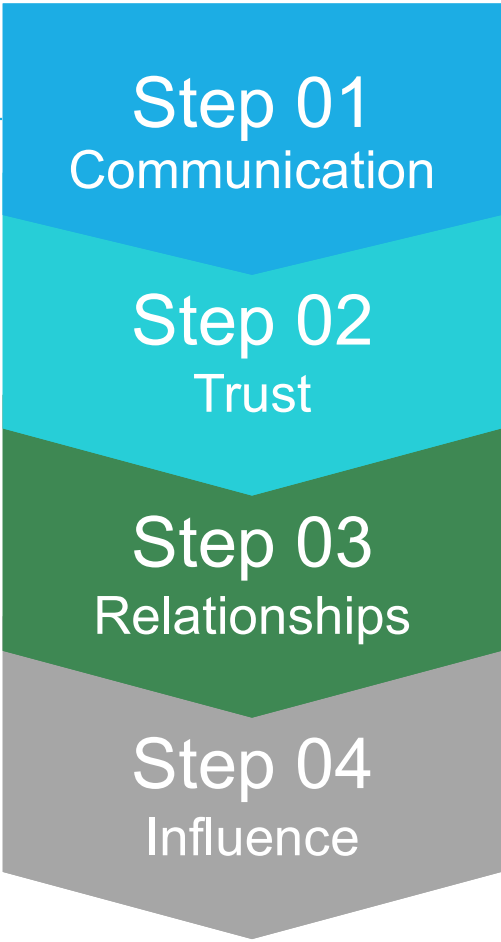 Step 01
Communication
Step 02
Trust
Step 03
Relationships
Step 04
Influence